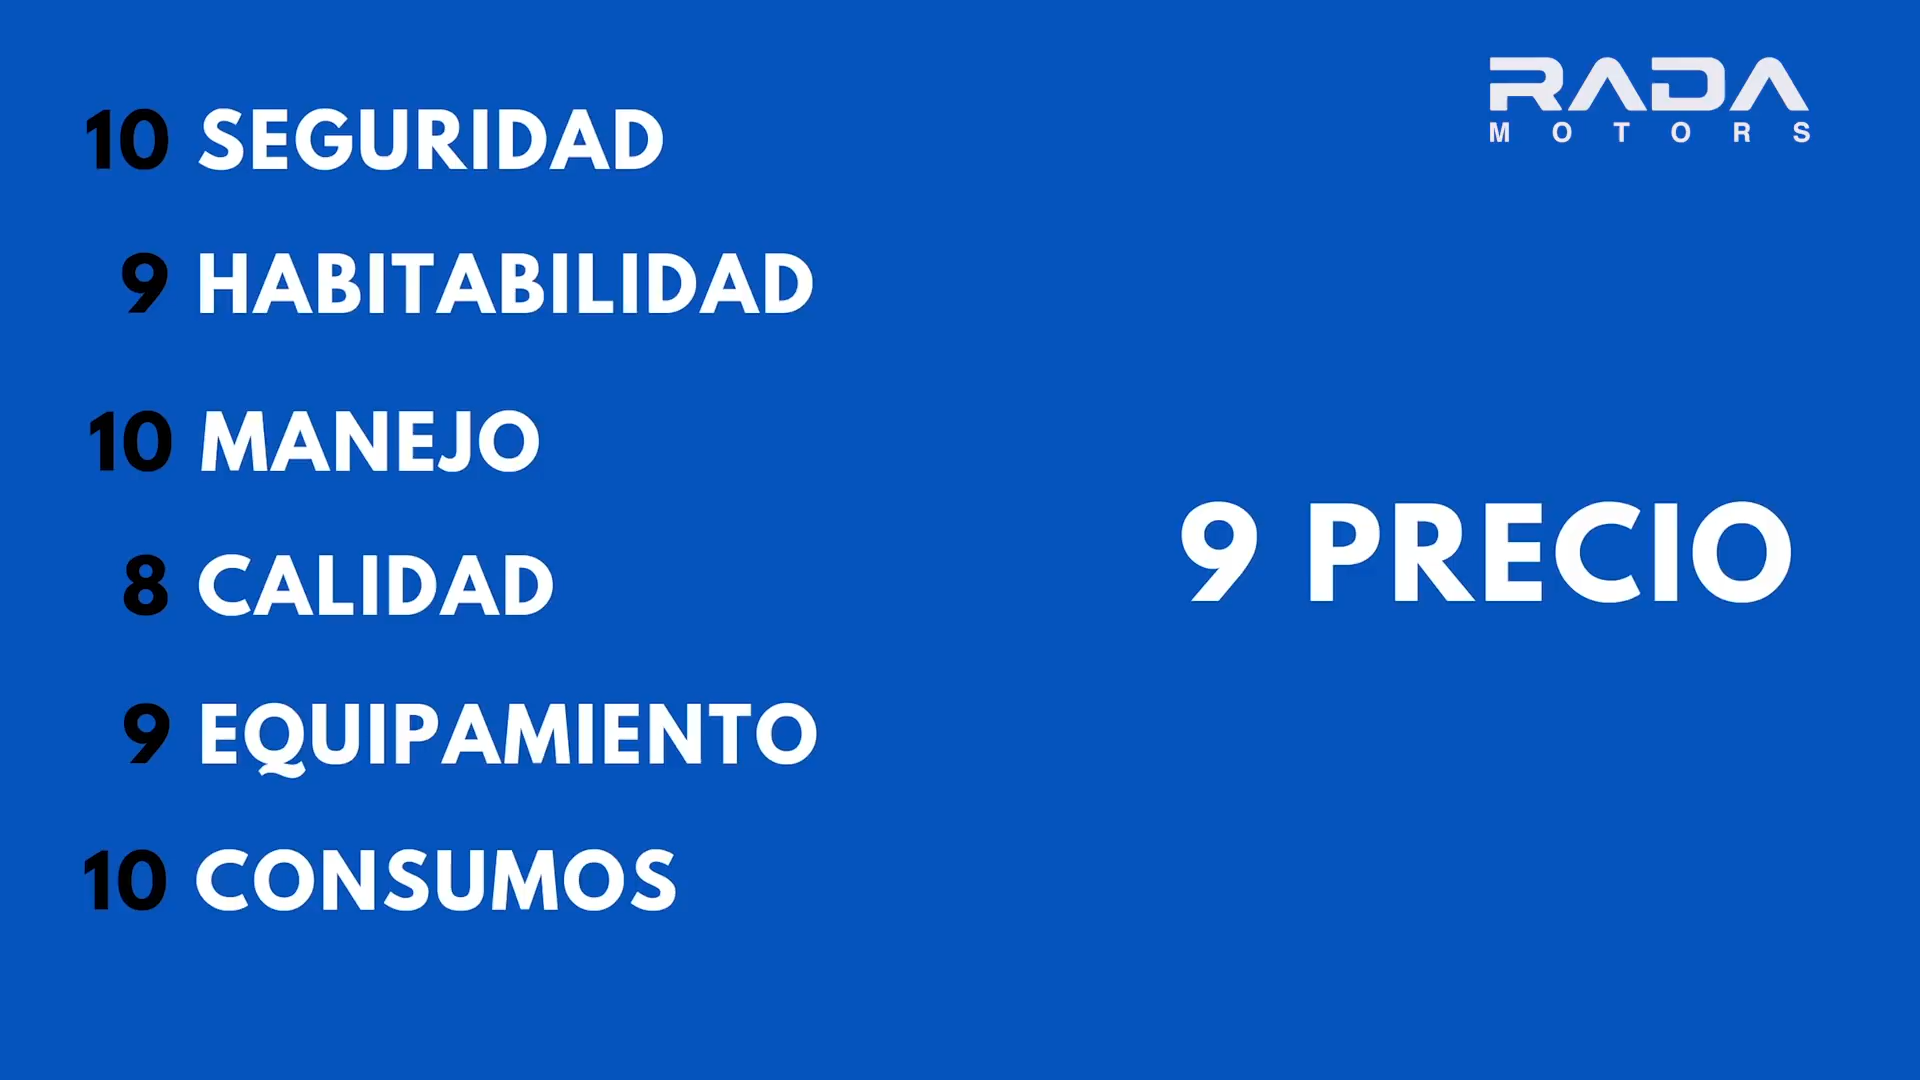 RADA
MOTORS
10 SEGURIDAD
9 HABITABILIDAD
10 MANEJO
8 CALIDAD
9 EQUIPAMIENTO
10 CONSUMOS
9 PRECIO